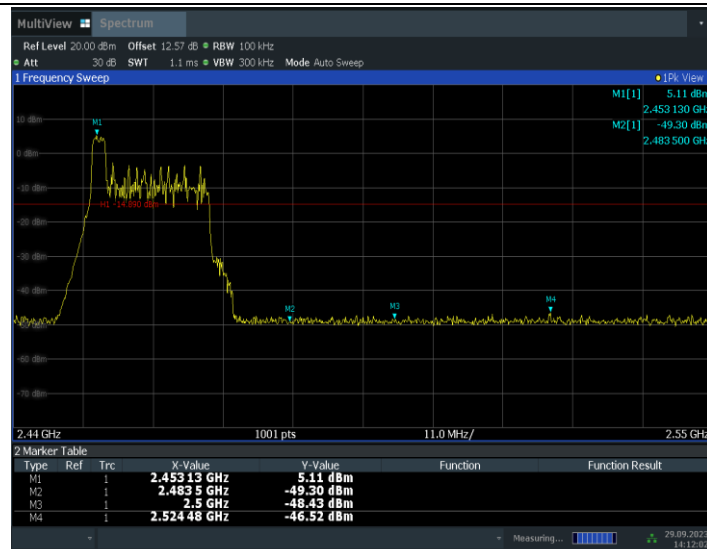 MultiView Spectrum
Ref Level 20.00 dBm Offset 12.57 dB RBW 100 kHz
Att 30 dB SWT 1.1 ms VBW 300 kHz Mode Auto Sweep
1 Frequency Sweep 1Pk View
M1[1] 5.11 dBm
2.453 130 GHz
M2[1] -49.30 dBm
2.483 500 GHz
10 dBm
M1
0 dBm
-10 dBm
H1 -14.890 dBm
-20 dBm
-30 dBm
-40 dBm
M2 M3 M4
-60 dBm
-70 dBm
2.44 GHz 1001 pts 11.0 MHz/ 2.55 GHz
2 Marker Table
Type Ref Trc X-Value Y-Value Function Function Result
M1 1 2.453 13 GHz 5.11 dBm
M2 1 2.483 5 GHz -49.30 dBm
M3 1 2.5 GHz -48.43 dBm
M4 1 2.524 48 GHz -46.52 dBm
Measuring... 29.09.2023
14:12:02